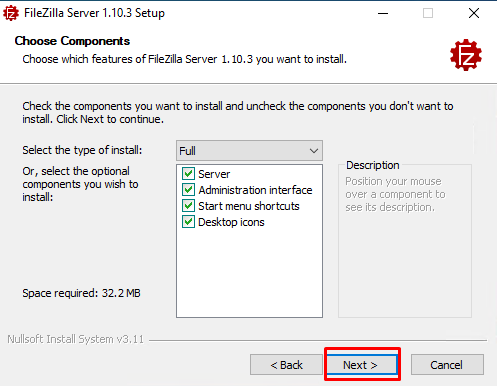 FileZilla Server 1.10.3 Setup
Choose Components
Choose which features of FileZilla Server 1.10.3 you want to install.
FZ
Check the components you want to install and uncheck the components you don't want to
install. Click Next to continue.
Select the type of install:
Full
Or, select the optional
components you wish to
install:
Server
Administration interface
Start menu shortcuts
Desktop icons
Description
Position your mouse
over a component to
see its description.
Space required: 32.2 MB
Nullsoft Install System v3.11
< Back
Next >
Cancel